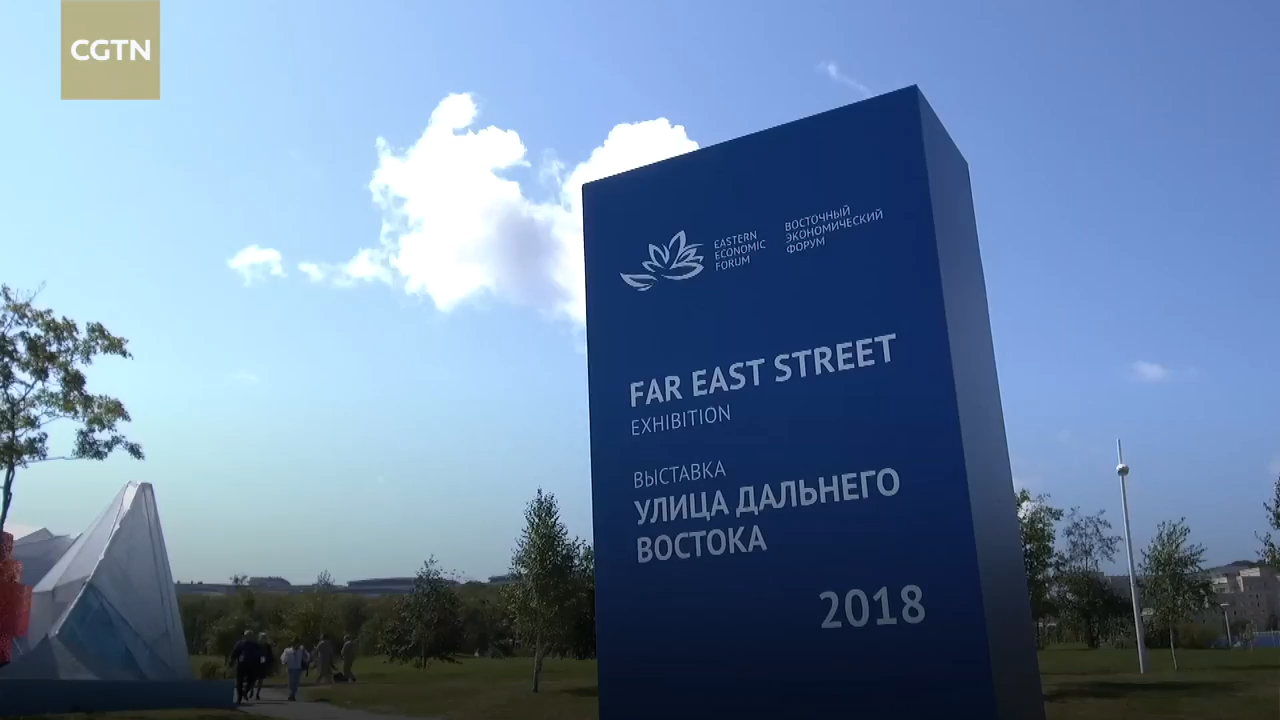 CGTN
EASTERN
ECONOMIC
FORUM
ВОСТОЧНЫЙ
ЭКОНОМИЧЕСКИЙ
ФОРУМ
FAR EAST STREET
EXHIBITION
ВЫСТАВКА
УЛИЦА ДАЛЬНЕГО
ВОСТОКА
2018